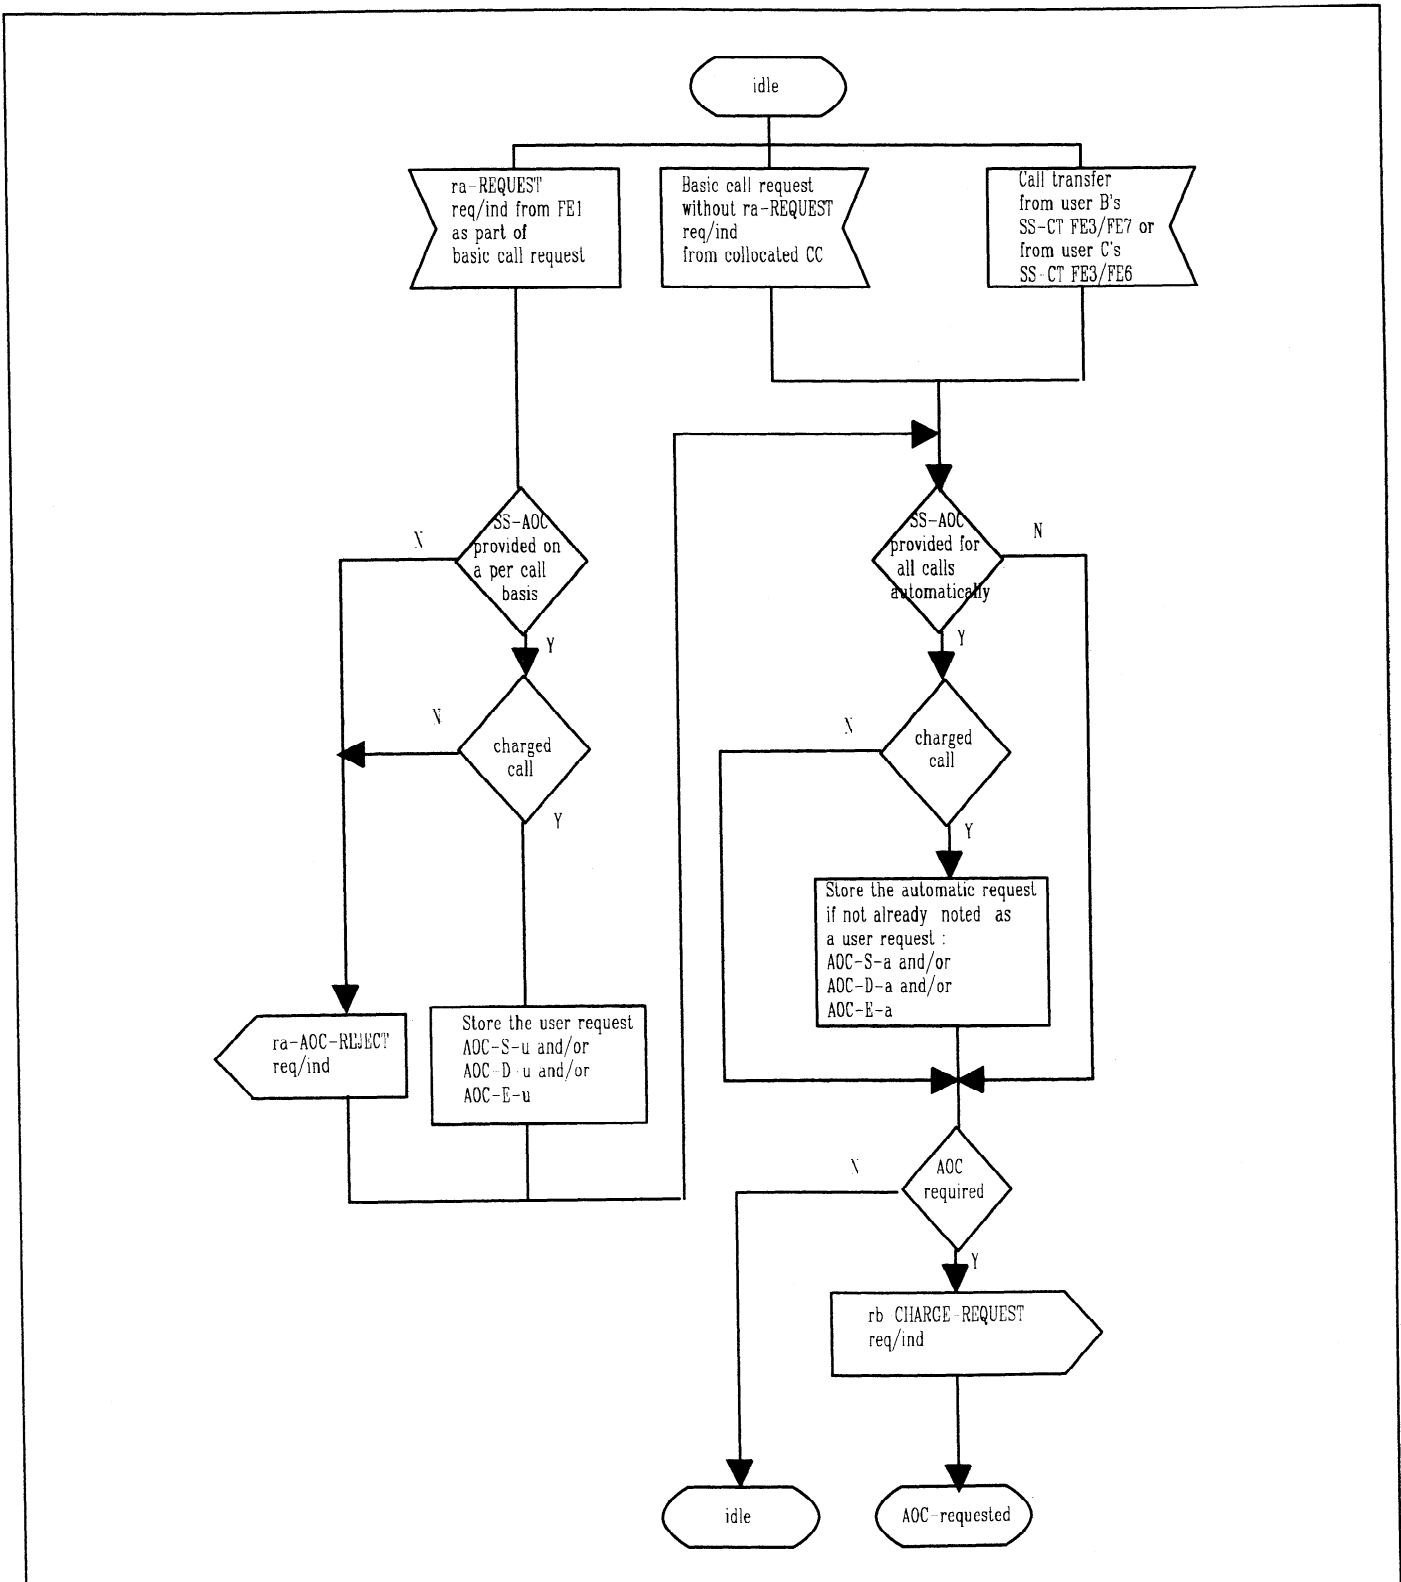 idle
ra-REQUEST
req/ind from FE1
as part of
basic call request
Basic call request
without ra-REQUEST
req/ind
from collocated CC
Call transfer
from user B's
SS-CT FE3/FE7 or
from user C's
SS-CT FE3/FE6
SS-AOC
provided on
a per call
basis
N
Y
SS-AOC
provided for
all calls
automatically
N
Y
charged
call
N
Y
charged
call
N
Y
Store the automatic request
if not already noted as
a user request :
AOC-S-a and/or
AOC-D-a and/or
AOC-E-a
ra-AOC-REJECT
req/ind
Store the user request
AOC-S-u and/or
AOC-D-u and/or
AOC-E-u
AOC
required
N
Y
rb CHARGE-REQUEST
req/ind
idle
AOC-requested